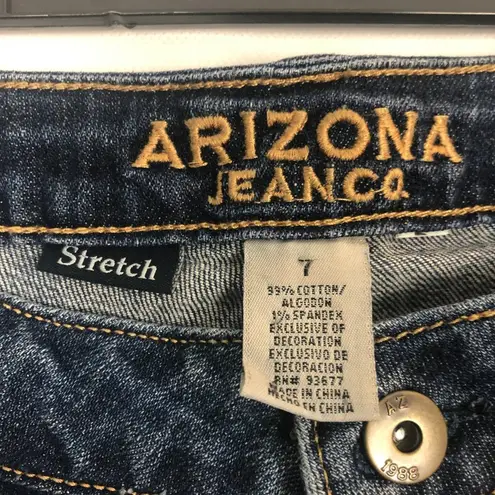 ARIZONA
JEAN CO.
Stretch
7
99% COTTON/
ALGODON
1% SPANDEX
EXCLUSIVE OF
DECORATION
EXCLUSIVO DE
DECORACION
RN# 93677
MADE IN CHINA
HECHO EN CHINA
AZ
1988